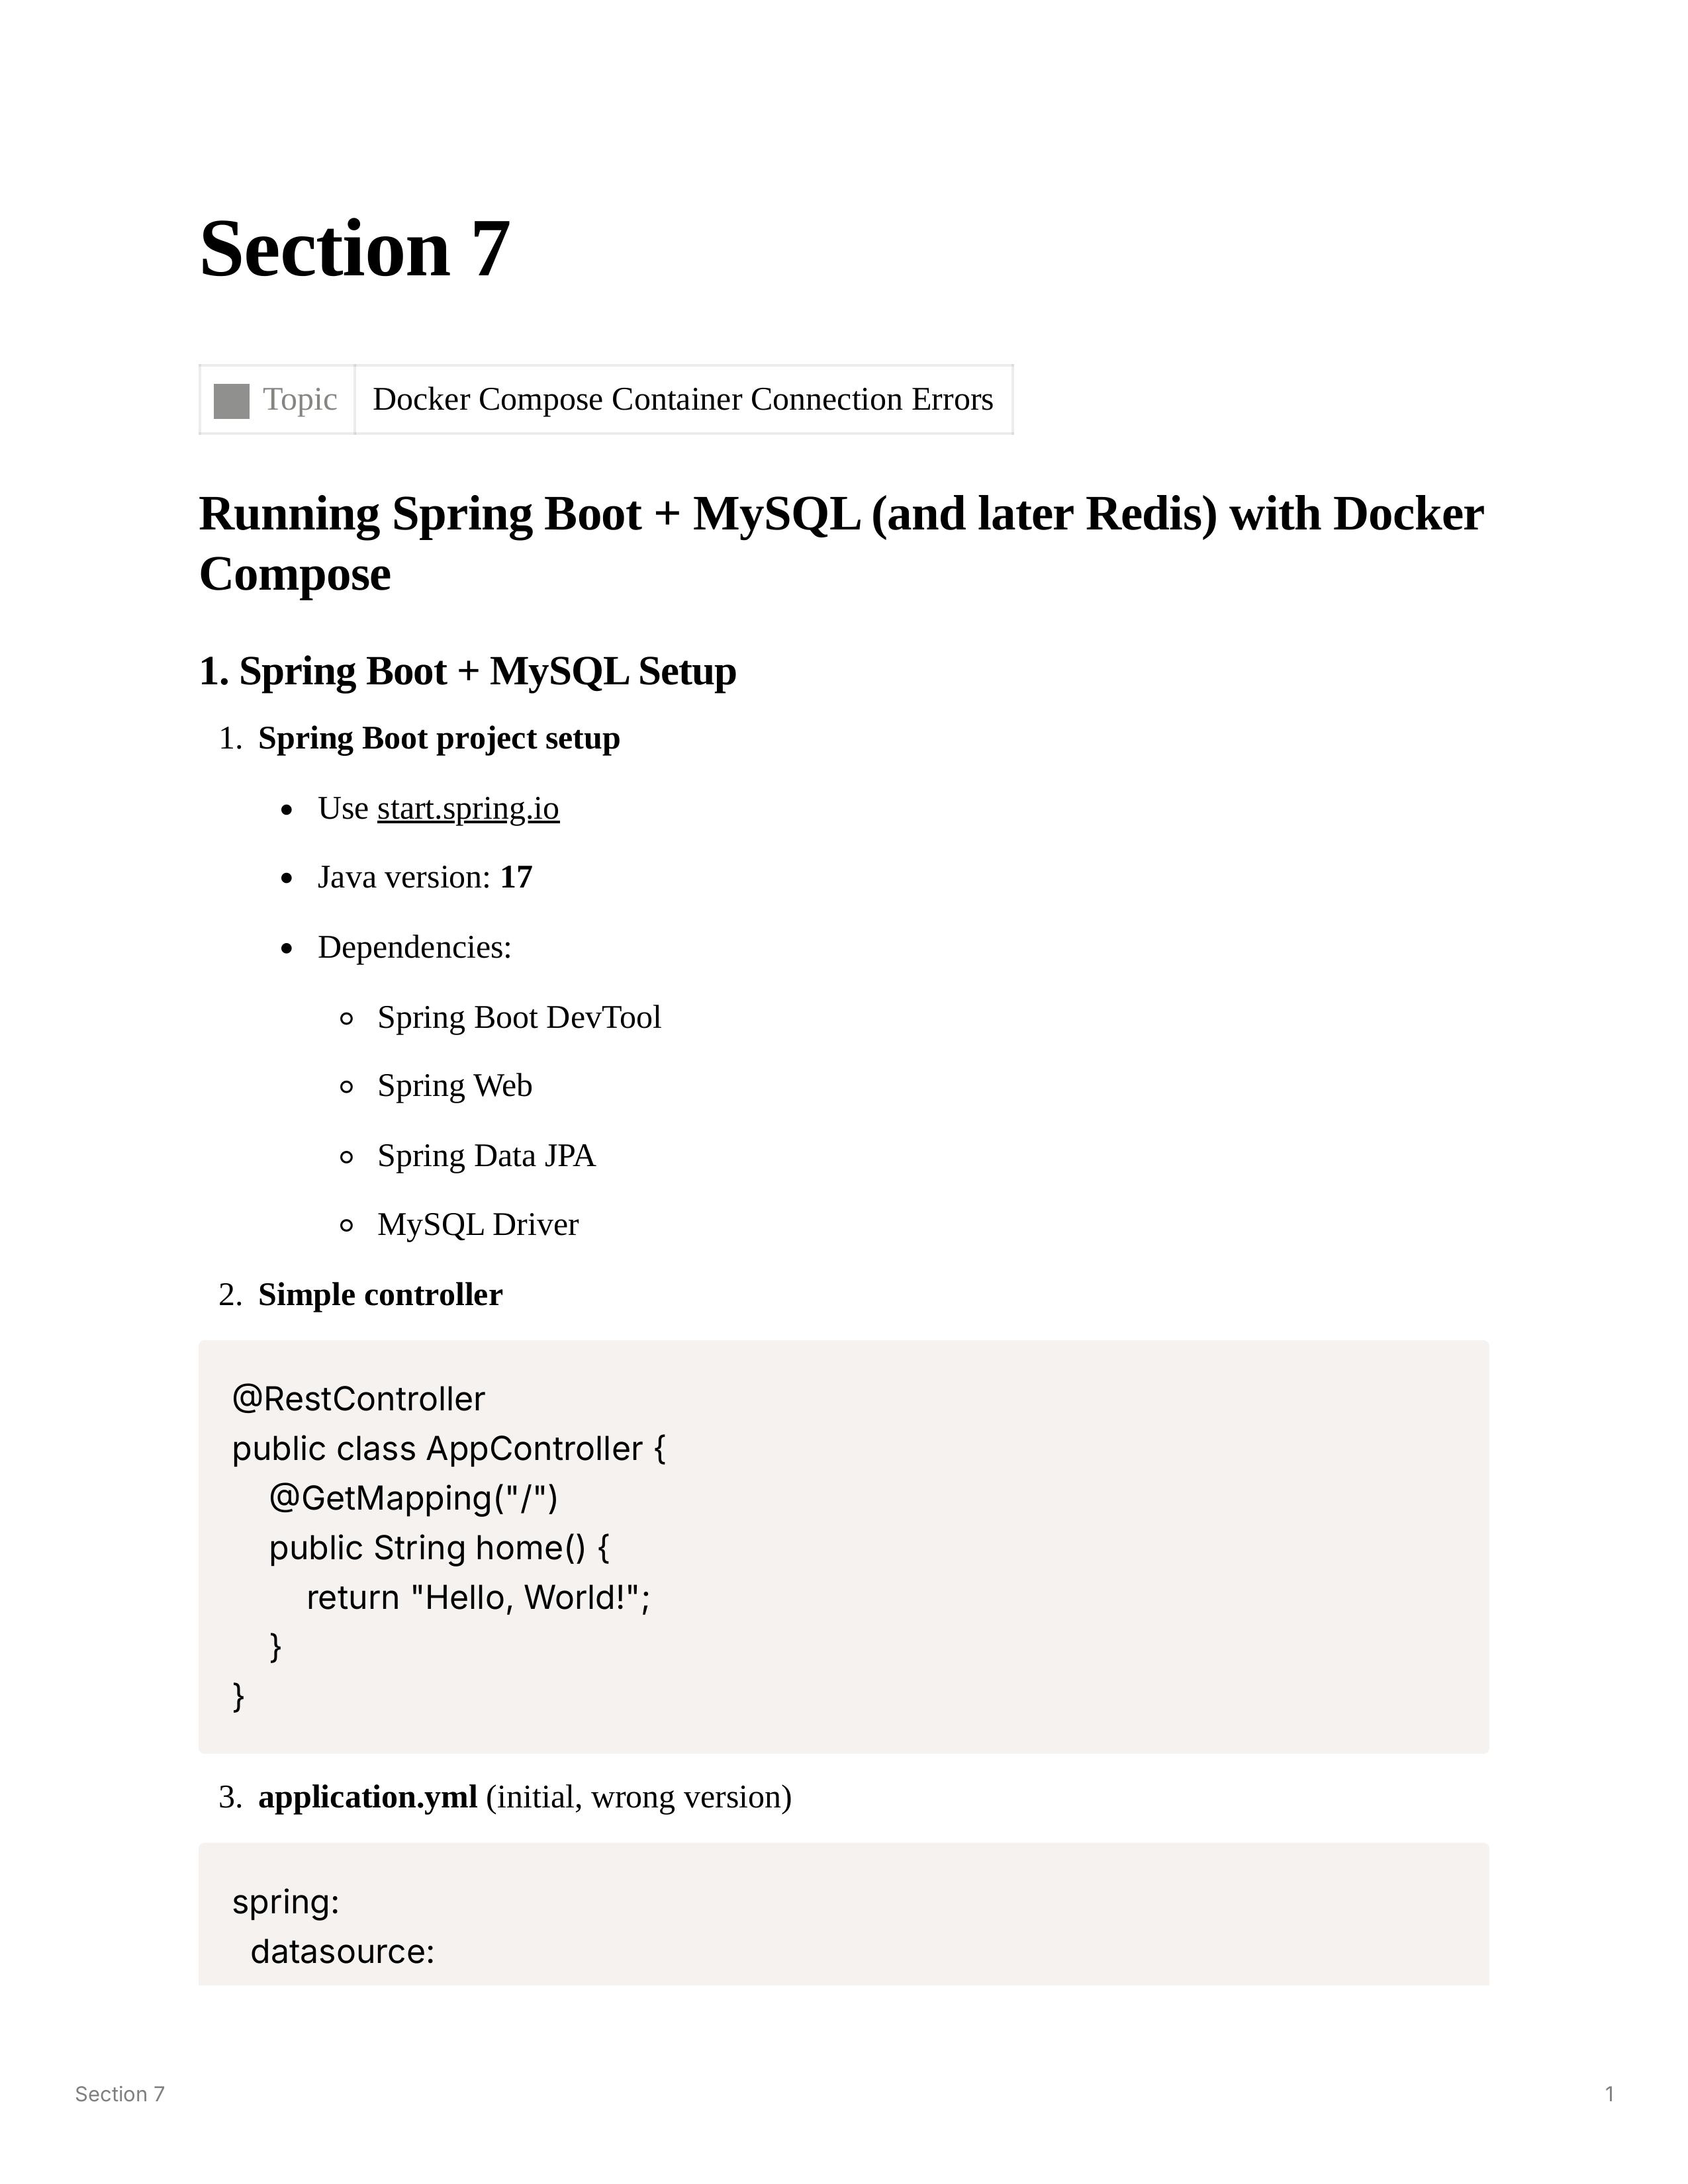 Section 7
Topic Docker Compose Container Connection Errors
Running Spring Boot + MySQL (and later Redis) with Docker
Compose
1. Spring Boot + MySQL Setup
1. Spring Boot project setup
• Use start.spring.io
• Java version: 17
• Dependencies:
◦ Spring Boot DevTool
◦ Spring Web
◦ Spring Data JPA
◦ MySQL Driver
2. Simple controller
@RestController
public class AppController {
    @GetMapping("/")
    public String home() {
        return "Hello, World!";
    }
}
3. application.yml (initial, wrong version)
spring:
  datasource:
Section 7
1